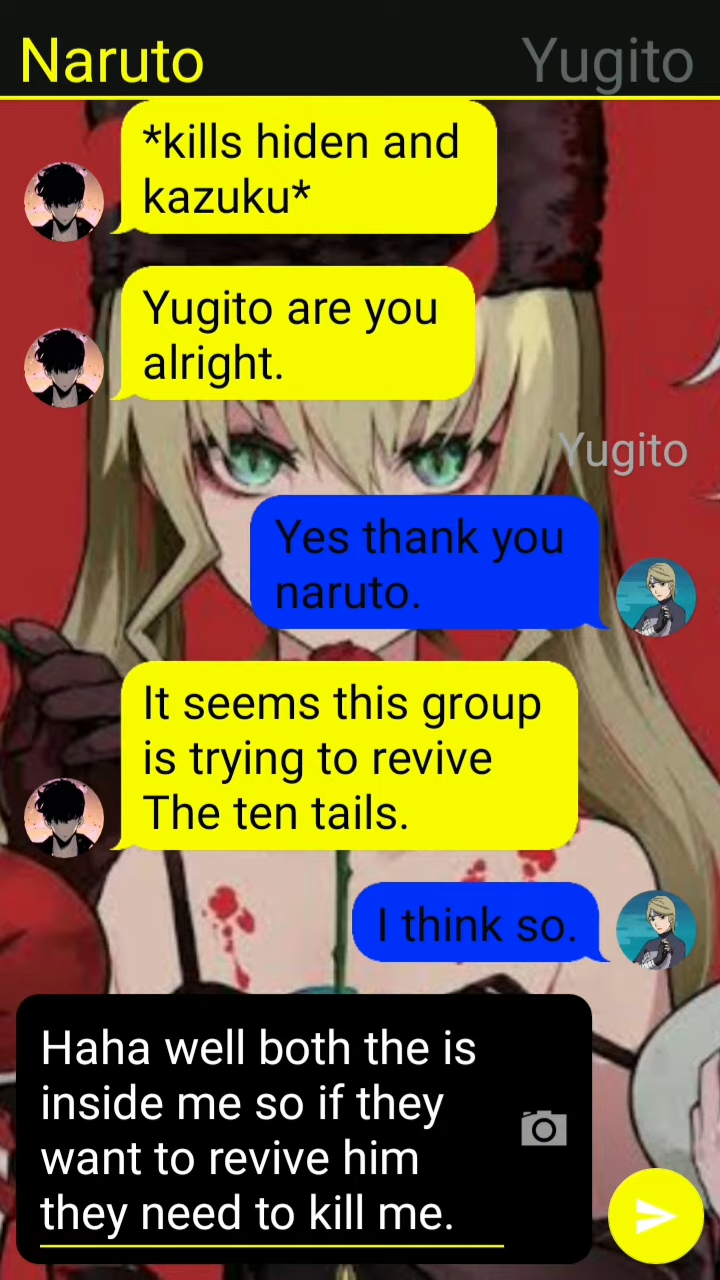 Naruto Yugito
*kills hiden and
kazuku*
Yugito are you
alright.
Yugito
Yes thank you
naruto.
It seems this group
is trying to revive
The ten tails.
I think so.
Haha well both the is
inside me so if they
want to revive him
they need to kill me.